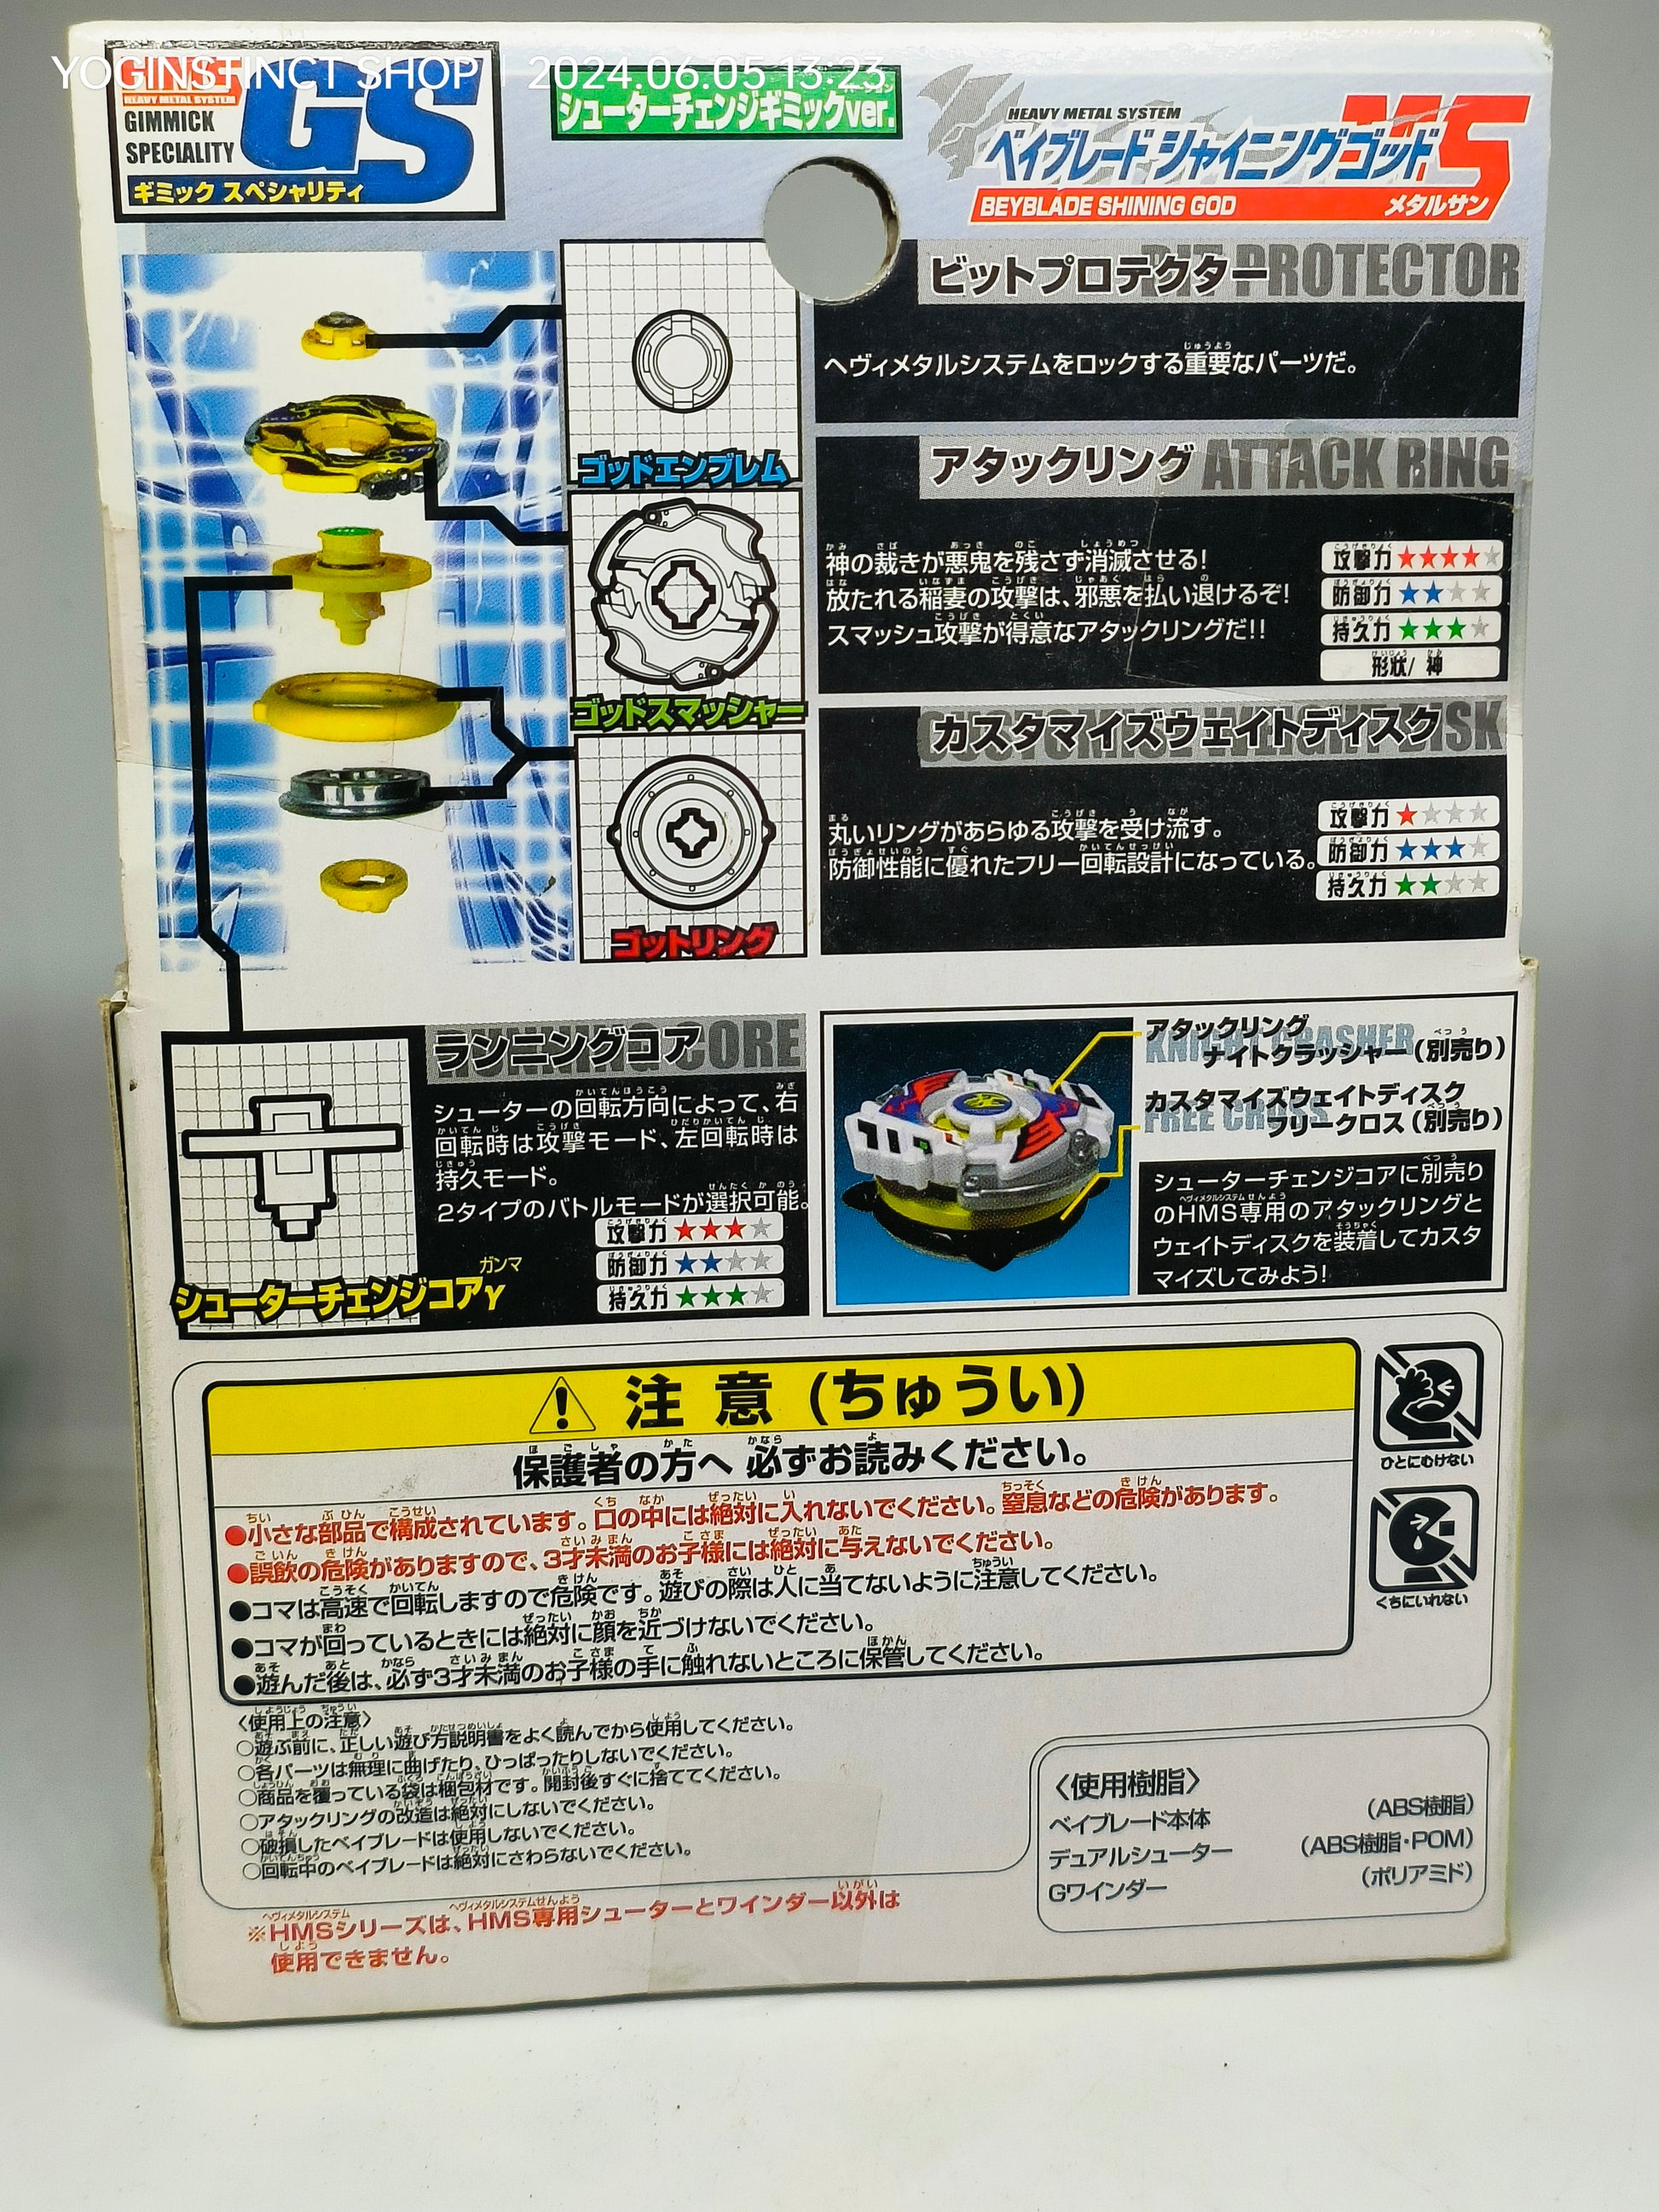 YOGINSTINCT SHOP | 2024.06.05 13:23
HEAVY METAL SYSTEM
GIMMICK
SPECIALITY
GS
ギミック スペシャリティ
シューターチェンジギミックver.
HEAVY METAL SYSTEM
ベイブレード シャイニングゴッド MS
BEYBLADE SHINING GOD
メタルサン
ビットプロテクター
PROTECTOR
ヘヴィメタルシステムをロックする重要なパーツだ。
ゴッドエンブレム
アタックリング ATTACK RING
神の裁きが悪鬼を残さず消滅させる!
放たれる稲妻の攻撃は、邪悪を払い退けるぞ!
スマッシュ攻撃が得意なアタックリングだ!!
攻撃力 ★★★★★
防御力 ★★★★
持久力 ★★★★
形状/ 神
ゴッドスマッシャー
カスタマイズウェイトディスク
丸いリングがあらゆる攻撃を受け流す。
防御性能に優れたフリー回転設計になっている。
攻撃力 ★★★★
防御力 ★★★★
持久力 ★★★★
ゴットリング
ランニングコア
CORE
シューターの回転方向によって、右
回転時は攻撃モード、左回転時は
持久モード。
2タイプのバトルモードが選択可能。
攻撃力 ★★★★
防御力 ★★★★
持久力 ★★★★
ガンマ
シューターチェンジコアγ
アタックリング
ナイトクラッシャー(別売り)
カスタマイズウェイトディスク
フリークロス(別売り)
シューターチェンジコアに別売り
のHMS専用のアタックリングと
ウェイトディスクを装着してカスタ
マイズしてみよう!
注意(ちゅうい)
保護者の方へ 必ずお読みください。
●小さな部品で構成されています。口の中には絶対に入れないでください。窒息などの危険があります。
●誤飲の危険がありますので、3才未満のお子様には絶対に与えないでください。
●コマは高速で回転しますので危険です。遊びの際は人に当てないように注意してください。
●コマが回っているときには絶対に顔を近づけないでください。
●遊んだ後は、必ず3才未満のお子様の手に触れないところに保管してください。
ひとにむけない
くちにいれない
〈使用上の注意〉
○遊ぶ前に、正しい遊び方説明書をよく読んでから使用してください。
○各パーツは無理に曲げたり、ひっぱったりしないでください。
○商品を覆っている袋は梱包材です。開封後すぐに捨ててください。
○アタックリングの改造は絶対にしないでください。
○破損したベイブレードは使用しないでください。
○回転中のベイブレードは絶対にさわらないでください。
※HMSシリーズは、HMS専用シューターとワインダー以外は
使用できません。
〈使用樹脂〉
ベイブレード本体 (ABS樹脂)
デュアルシューター (ABS樹脂・POM)
Gワインダー (ポリアミド)